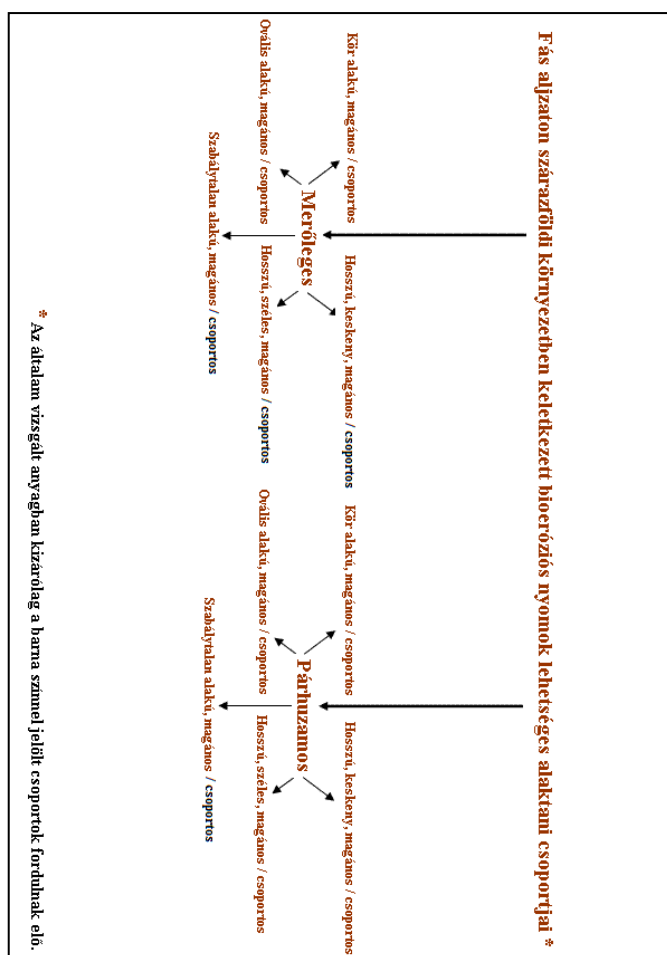 Fás aljzaton szárazföldi környezetben keletkezett bioeróziós nyomok lehetséges alaktani csoportjai *
Kör alakú, magános / csoportos
Hosszú, keskeny, magános / csoportos
Merőleges
Ovális alakú, magános / csoportos
Hosszú, széles, magános / csoportos
Szabálytalan alakú, magános / csoportos
Kör alakú, magános / csoportos
Hosszú, keskeny, magános / csoportos
Párhuzamos
Ovális alakú, magános / csoportos
Hosszú, széles, magános / csoportos
Szabálytalan alakú, magános / csoportos
* Az általam vizsgált anyagban kizárólag a barna színnel jelölt csoportok fordulnak elő.